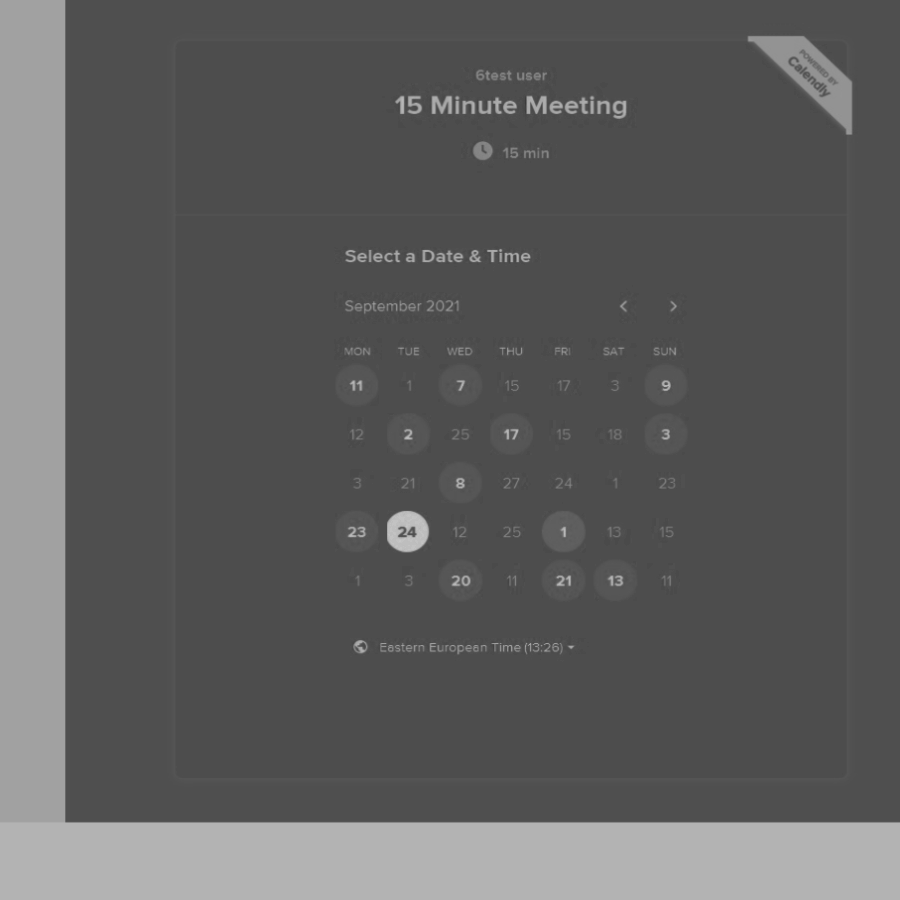 POWERED BY
Calendly
6test user
15 Minute Meeting
15 min
Select a Date & Time
September 2021
MON TUE WED THU FRI SAT SUN
11 1 7 15 17 3 9
12 2 25 17 15 18 3
3 21 8 27 24 1 23
23 24 12 25 1 13 15
1 3 20 11 21 13 11
Eastern European Time (13:26)